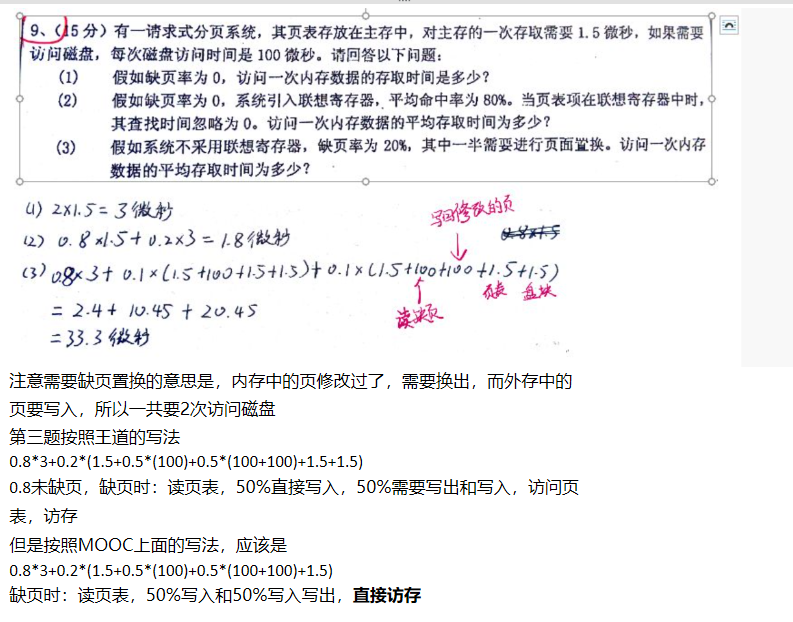 9、（15分）有一请求式分页系统，其页表存放在主存中，对主存的一次存取需要1.5微秒，如果需要
访问磁盘，每次磁盘访问时间是100微秒。请回答以下问题：
（1） 假如缺页率为0，访问一次内存数据的存取时间是多少？
（2） 假如缺页率为0，系统引入联想寄存器，平均命中率为80%。当页表项在联想寄存器中时，
其查找时间忽略为0。访问一次内存数据的平均存取时间为多少？
（3） 假如系统不采用联想寄存器，缺页率为20%，其中一半需要进行页面置换。访问一次内存
数据的平均存取时间为多少？
(1) 2×1.5=3微秒
写回修改的页
(2) 0.8×1.5+0.2×3=1.8微秒
0.8×1.5
(3) 0.8×3+0.1×(1.5+100+1.5+1.5)+0.1×(1.5+100+100+1.5+1.5)
页表 盘块
读缺页
=2.4+10.45+20.45
=33.3微秒
注意需要缺页置换的意思是，内存中的页修改过了，需要换出，而外存中的
页要写入，所以一共要2次访问磁盘
第三题按照王道的写法
0.8*3+0.2*(1.5+0.5*(100)+0.5*(100+100)+1.5+1.5)
0.8未缺页，缺页时：读页表，50%直接写入，50%需要写出和写入，访问页
表，访存
但是按照MOOC上面的写法，应该是
0.8*3+0.2*(1.5+0.5*(100)+0.5*(100+100)+1.5)
缺页时：读页表，50%写入和50%写入写出，直接访存